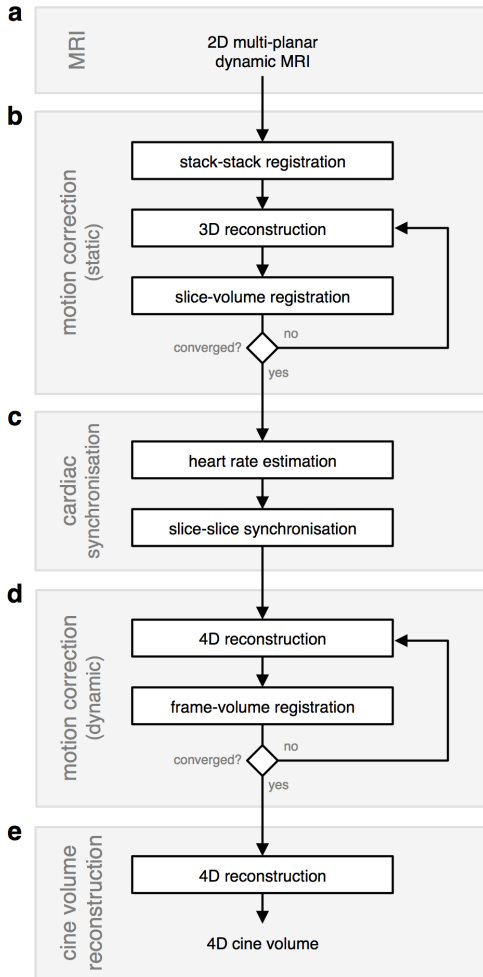 a
MRI
2D multi-planar
dynamic MRI
b
motion correction
(static)
stack-stack registration
3D reconstruction
slice-volume registration
converged?
no
yes
c
cardiac
synchronisation
heart rate estimation
slice-slice synchronisation
d
motion correction
(dynamic)
4D reconstruction
frame-volume registration
converged?
no
yes
e
cine volume
reconstruction
4D reconstruction
4D cine volume